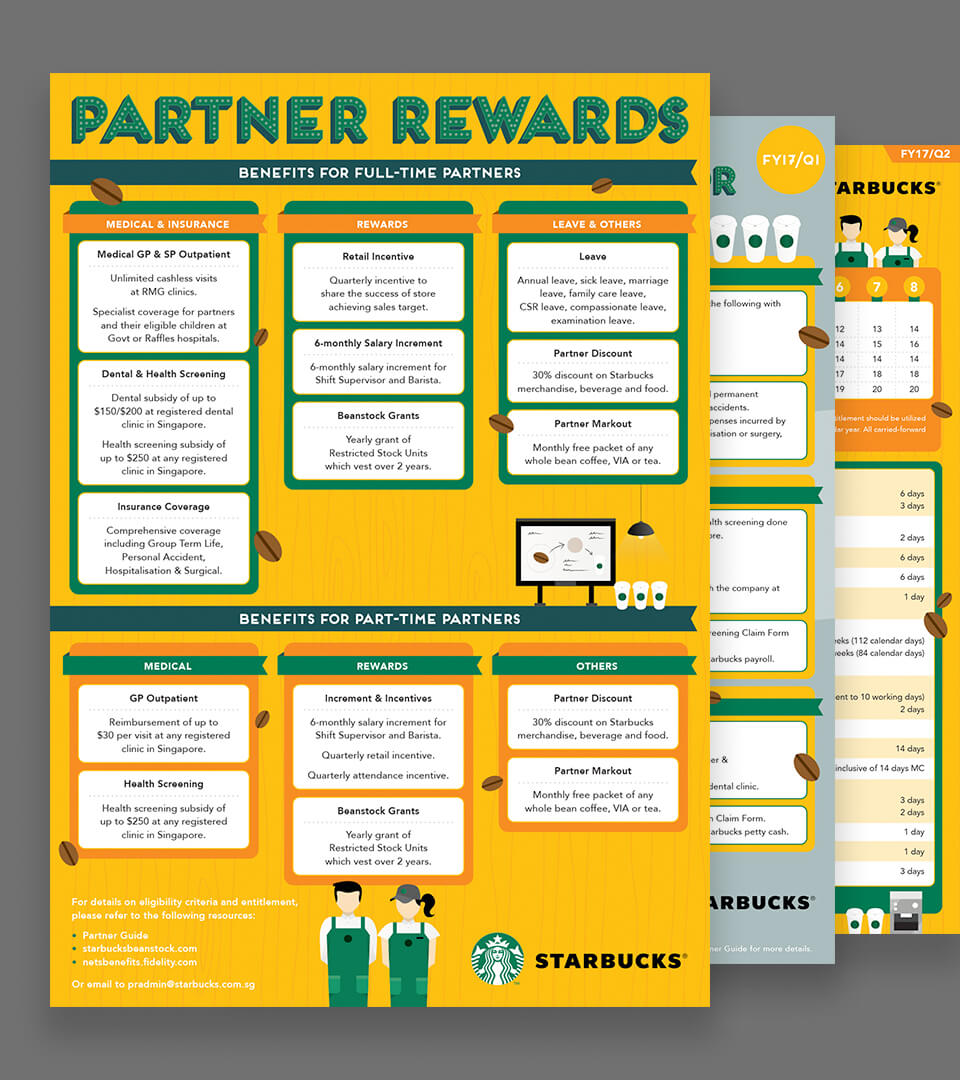 PARTNER REWARDS
BENEFITS FOR FULL-TIME PARTNERS
MEDICAL & INSURANCE
Medical GP & SP Outpatient
Unlimited cashless visits
at RMG clinics.
Specialist coverage for partners
and their eligible children at
Govt or Raffles hospitals.
Dental & Health Screening
Dental subsidy of up to
$150/$200 at registered dental
clinic in Singapore.
Health screening subsidy of
up to $250 at any registered
clinic in Singapore.
Insurance Coverage
Comprehensive coverage
including Group Term Life,
Personal Accident,
Hospitalisation & Surgical.
REWARDS
Retail Incentive
Quarterly incentive to
share the success of store
achieving sales target.
6-monthly Salary Increment
6-monthly salary increment for
Shift Supervisor and Barista.
Beanstock Grants
Yearly grant of
Restricted Stock Units
which vest over 2 years.
LEAVE & OTHERS
Leave
Annual leave, sick leave, marriage
leave, family care leave,
CSR leave, compassionate leave,
examination leave.
Partner Discount
30% discount on Starbucks
merchandise, beverage and food.
Partner Markout
Monthly free packet of any
whole bean coffee, VIA or tea.
BENEFITS FOR PART-TIME PARTNERS
MEDICAL
GP Outpatient
Reimbursement of up to
$30 per visit at any registered
clinic in Singapore.
Health Screening
Health screening subsidy of
up to $250 at any registered
clinic in Singapore.
REWARDS
Increment & Incentives
6-monthly salary increment for
Shift Supervisor and Barista.
Quarterly retail incentive.
Quarterly attendance incentive.
Beanstock Grants
Yearly grant of
Restricted Stock Units
which vest over 2 years.
OTHERS
Partner Discount
30% discount on Starbucks
merchandise, beverage and food.
Partner Markout
Monthly free packet of any
whole bean coffee, VIA or tea.
For details on eligibility criteria and entitlement,
please refer to the following resources:
• Partner Guide
• starbucksbeanstock.com
• netsbenefits.fidelity.com
Or email to pradmin@starbucks.com.sg
STARBUCKS®
FY17/Q1
the following with
permanent
accidents.
incurred by
or surgery,
screening done
the company at
Claim Form
payroll.
&
dental clinic.
Claim Form.
petty cash.
Guide for more details.
FY17/Q2
6 7 8
12 13 14
14 15 16
14 14 14
17 18 18
19 20 20
should be utilized
year. All carried-forward
6 days
3 days
2 days
6 days
6 days
1 day
(112 calendar days)
(84 calendar days)
to 10 working days)
2 days
14 days
inclusive of 14 days MC
3 days
2 days
1 day
1 day
3 days